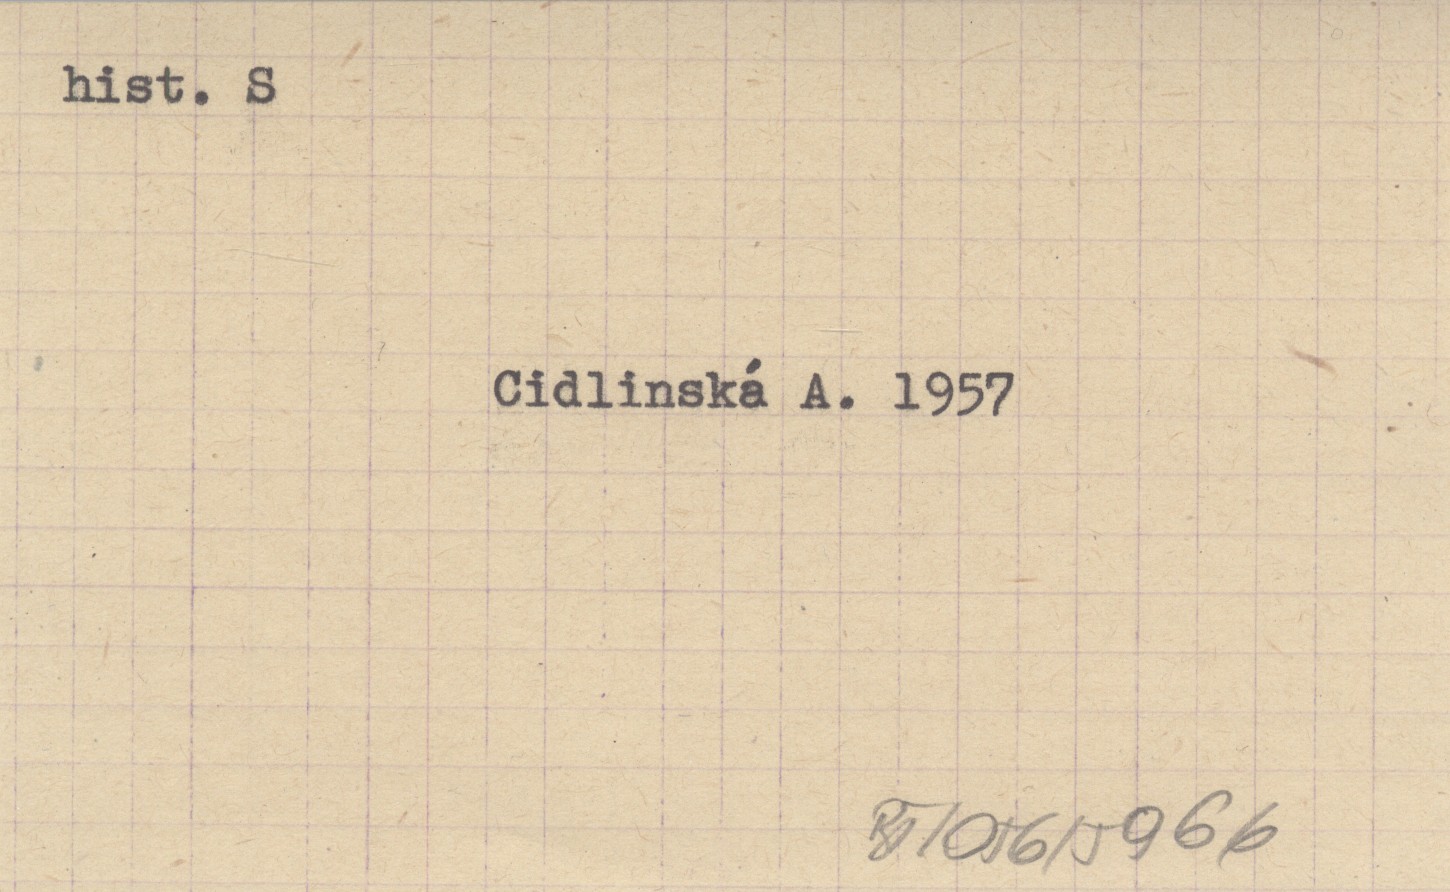 hist. S
Cidlinská A. 1957